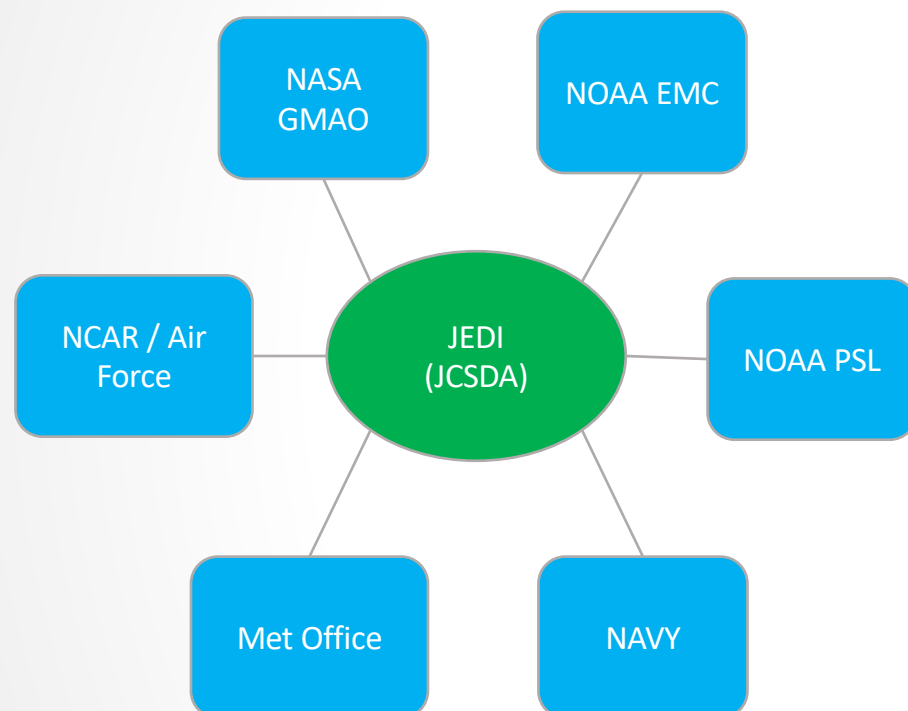 NASA
GMAO
NOAA EMC
NCAR / Air
Force
JEDI
(JCSDA)
NOAA PSL
Met Office
NAVY